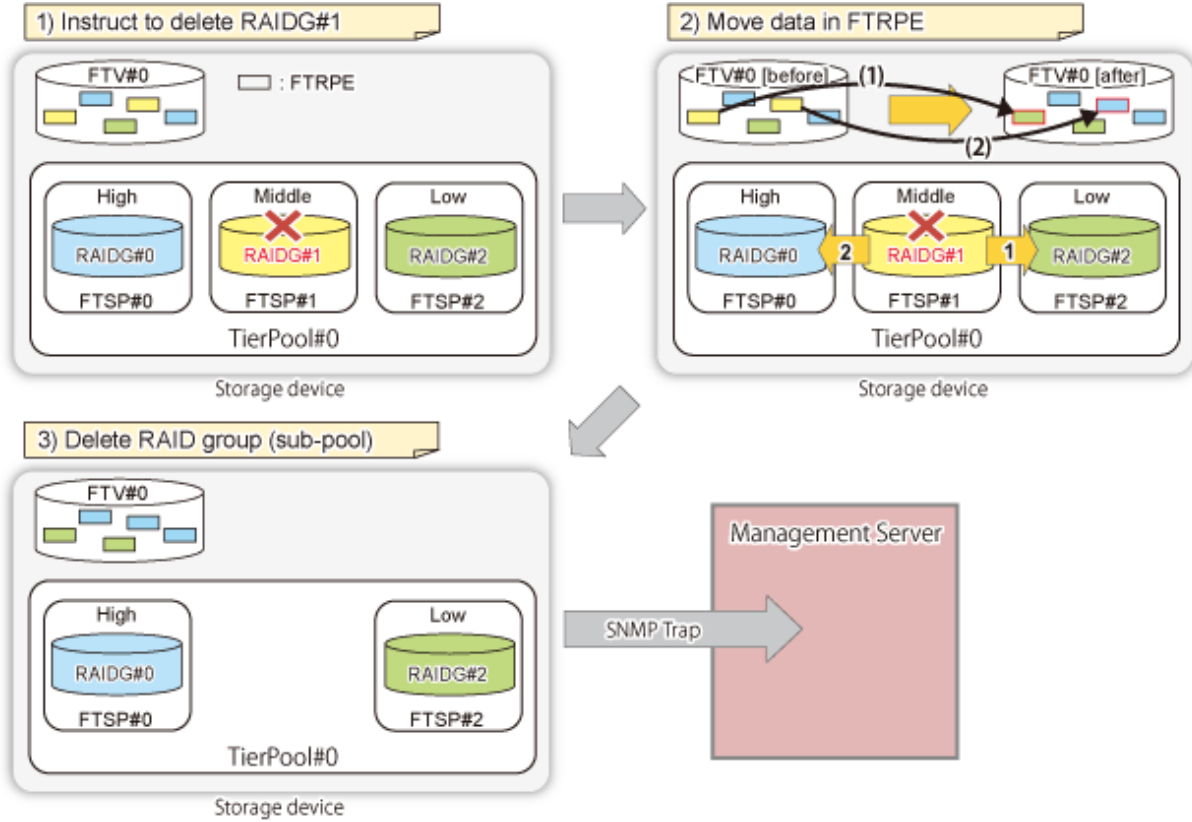 1) Instruct to delete RAIDG#1
FTV#0
: FTRPE
High
Middle
Low
RAIDG#0
RAIDG#1
RAIDG#2
FTSP#0
FTSP#1
FTSP#2
TierPool#0
Storage device
2) Move data in FTRPE
FTV#0 [before]
(1)
FTV#0 [after]
(2)
High
Middle
Low
RAIDG#0
2
RAIDG#1
1
RAIDG#2
FTSP#0
FTSP#1
FTSP#2
TierPool#0
Storage device
3) Delete RAID group (sub-pool)
FTV#0
High
Low
RAIDG#0
RAIDG#2
FTSP#0
FTSP#2
TierPool#0
Storage device
SNMP Trap
Management Server